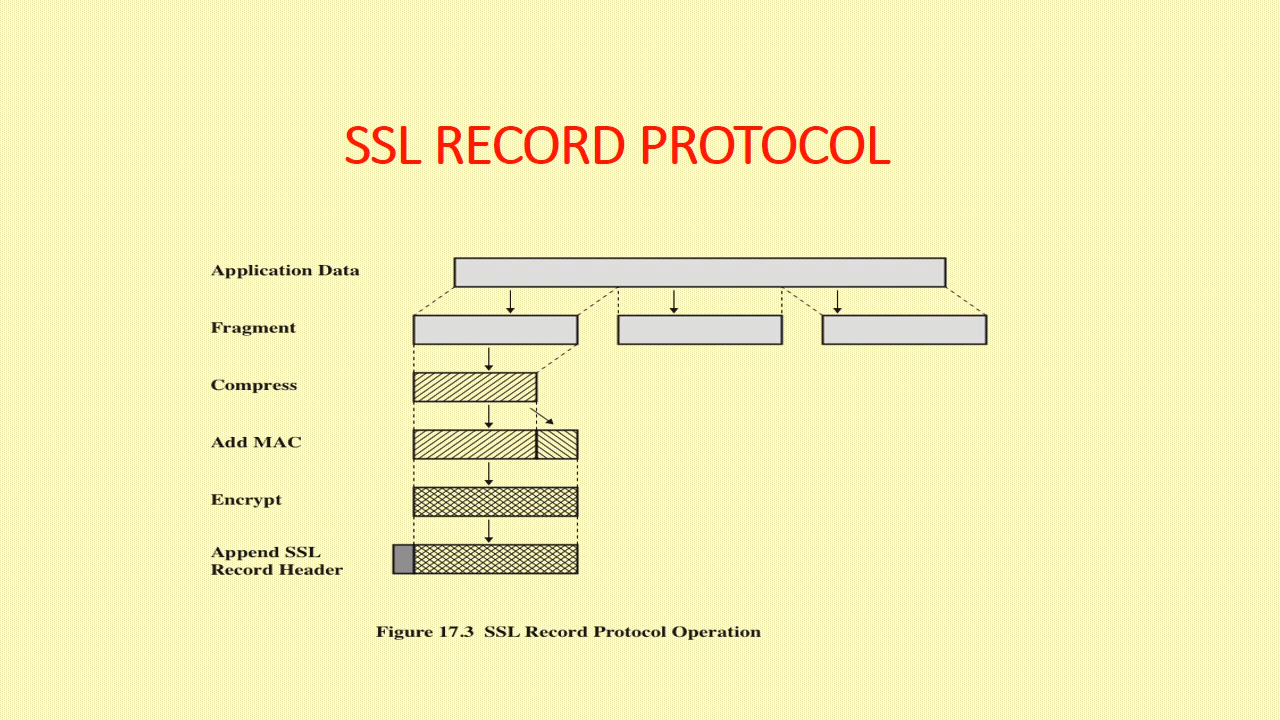 SSL RECORD PROTOCOL
Application Data
Fragment
Compress
Add MAC
Encrypt
Append SSL
Record Header
Figure 17.3 SSL Record Protocol Operation